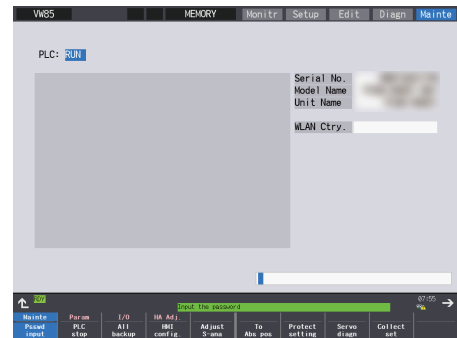 VW85 MEMORY Monitr Setup Edit Diagn Mainte
PLC: RUN
Serial No.
Model Name
Unit Name
WLAN Ctry.
RDY Input the password 07:55
Mainte Param I/O HA Adj.
Psswd input PLC stop All backup HMI config. Adjust S-ana To Abs pos Protect setting Servo diagn Collect set